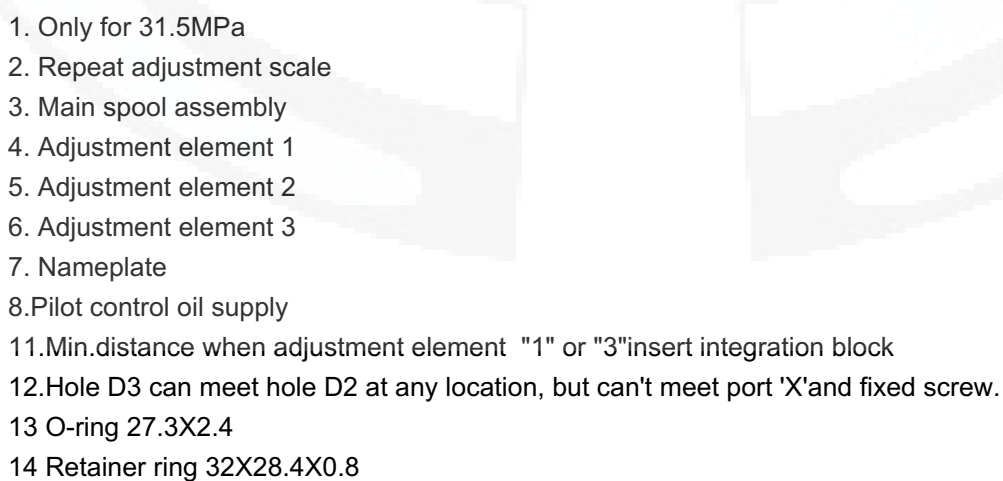 1. Only for 31.5MPa
2. Repeat adjustment scale
3. Main spool assembly
4. Adjustment element 1
5. Adjustment element 2
6. Adjustment element 3
7. Nameplate
8.Pilot control oil supply
11.Min.distance when adjustment element  "1" or "3"insert integration block
12.Hole D3 can meet hole D2 at any location, but can't meet port 'X'and fixed screw.
13 O-ring 27.3X2.4
14 Retainer ring 32X28.4X0.8